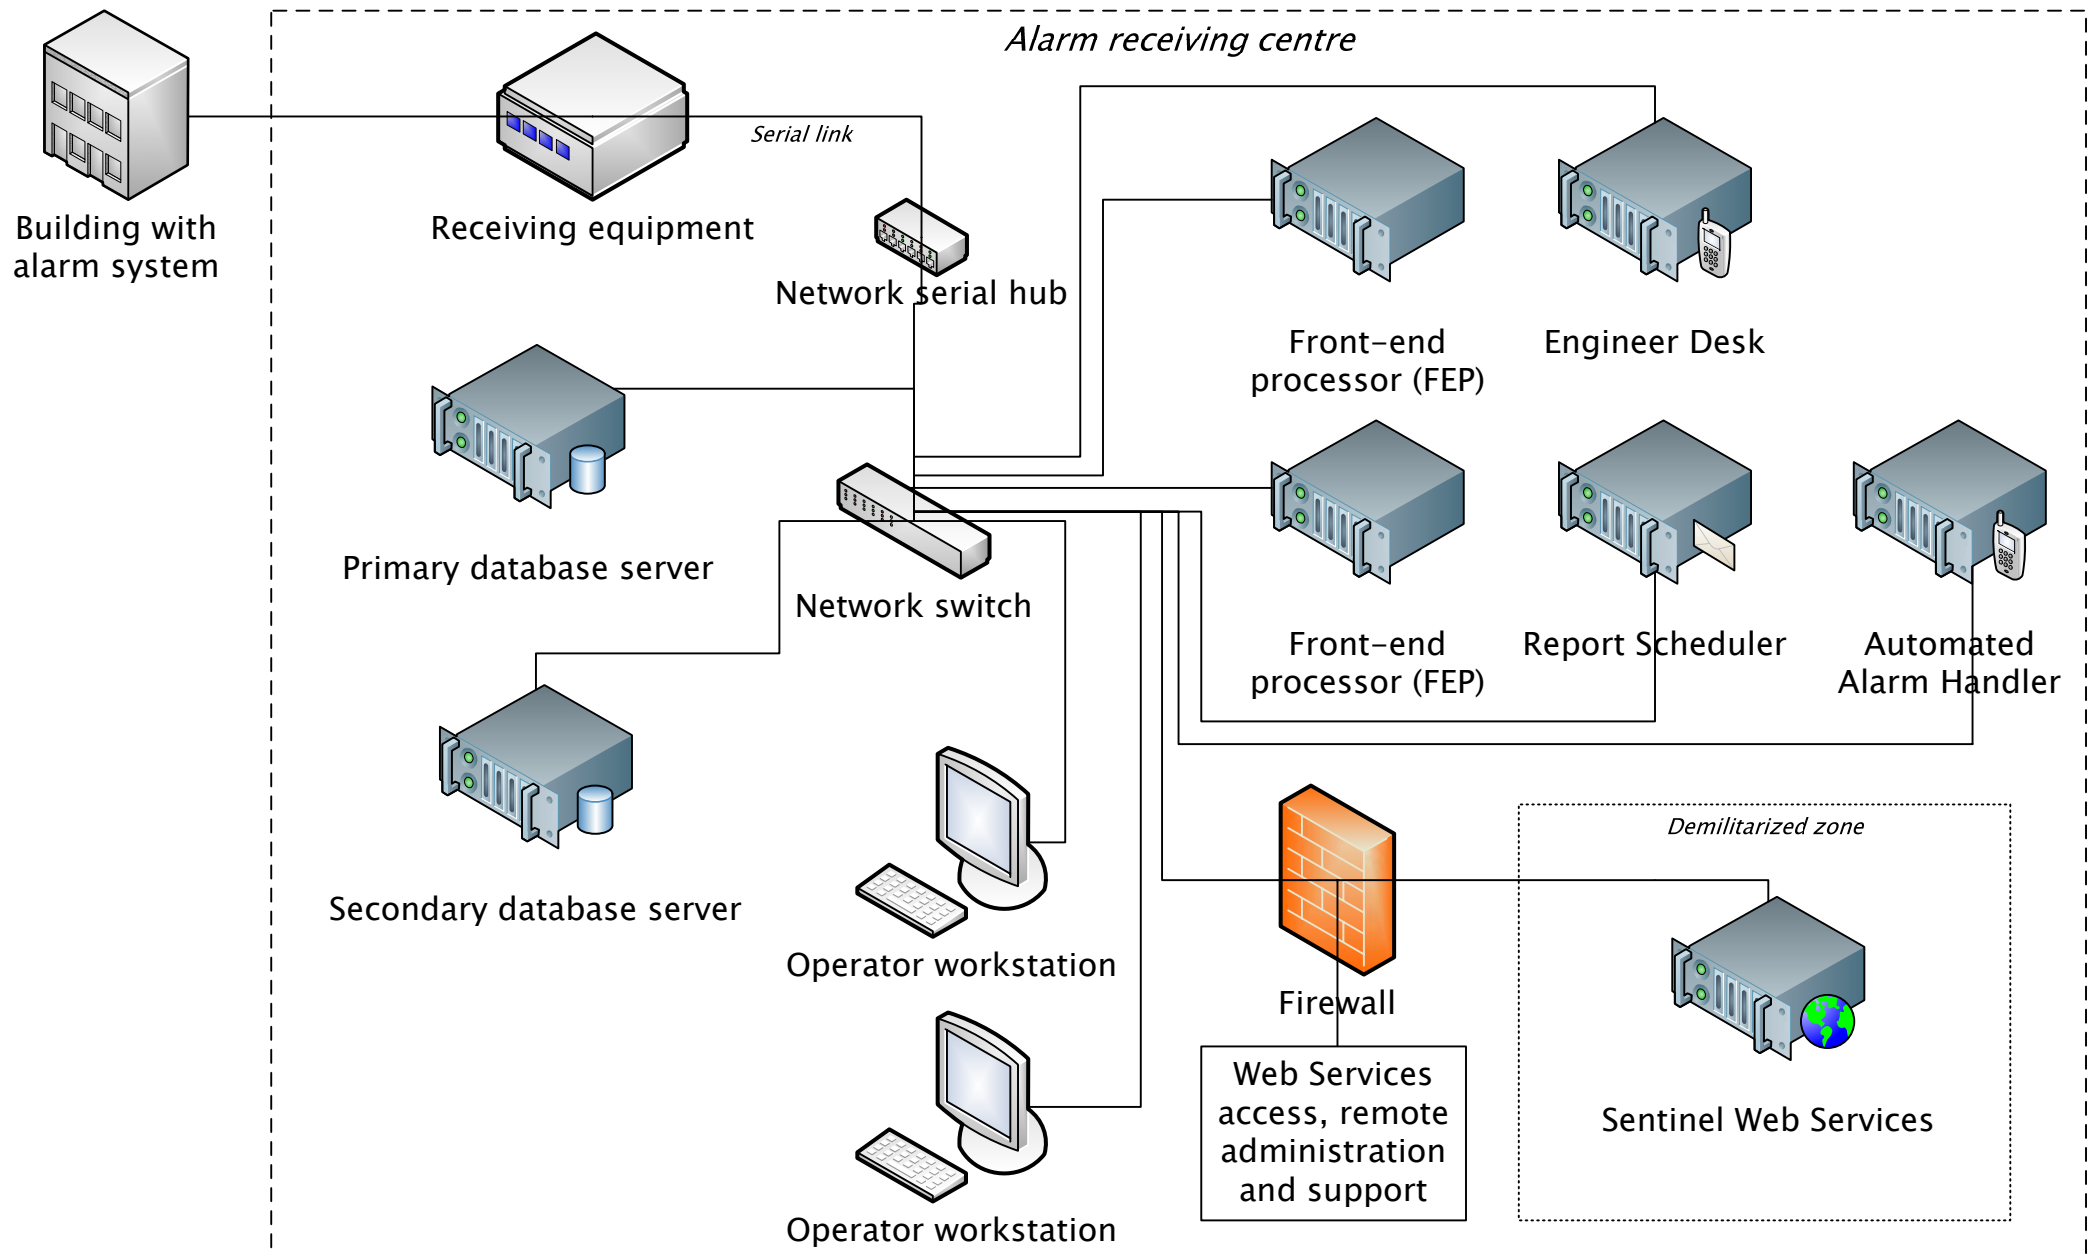 Alarm receiving centre
Serial link
Building with
alarm system
Receiving equipment
Network serial hub
Front-end
processor (FEP)
Engineer Desk
Primary database server
Network switch
Front-end
processor (FEP)
Report Scheduler
Automated
Alarm Handler
Secondary database server
Operator workstation
Firewall
Demilitarized zone
Web Services
access, remote
administration
and support
Sentinel Web Services
Operator workstation